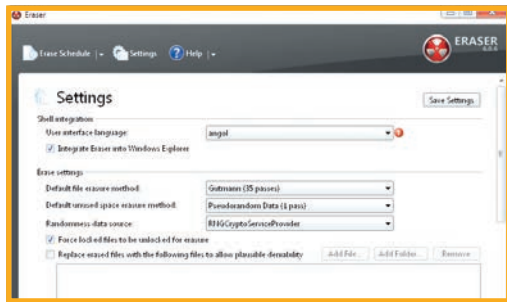 Eraser
Erase Schedule Settings Help
ERASER
Settings
Save Settings
Shell integration
User interface language: angol
Integrate Eraser into Windows Explorer
Erase settings
Default file erasure method: Gutmann (35 passes)
Default unused space erasure method: Pseudorandom Data (1 pass)
Randomness data source: RNGCryptoServiceProvider
Force locked files to be unlocked for erasure
Replace erased files with the following files to allow plausible deniability Add File... Add Folder... Remove